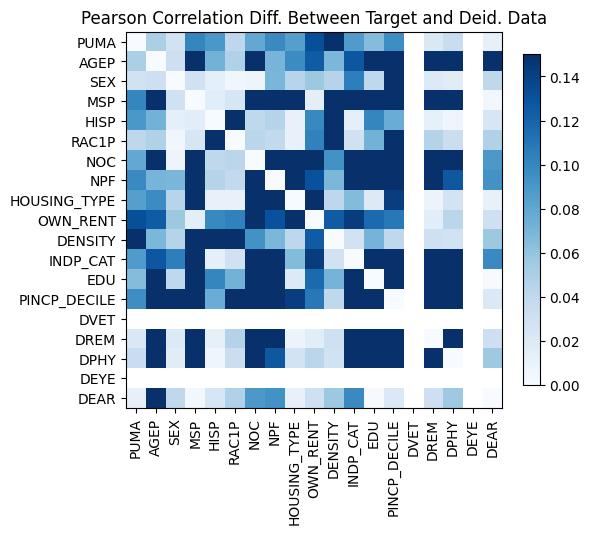 Pearson Correlation Diff. Between Target and Deid. Data
PUMA
AGEP
SEX
MSP
HISP
RAC1P
NOC
NPF
HOUSING_TYPE
OWN_RENT
DENSITY
INDP_CAT
EDU
PINCP_DECILE
DVET
DREM
DPHY
DEYE
DEAR
PUMA
AGEP
SEX
MSP
HISP
RAC1P
NOC
NPF
HOUSING_TYPE
OWN_RENT
DENSITY
INDP_CAT
EDU
PINCP_DECILE
DVET
DREM
DPHY
DEYE
DEAR
0.14
0.12
0.10
0.08
0.06
0.04
0.02
0.00